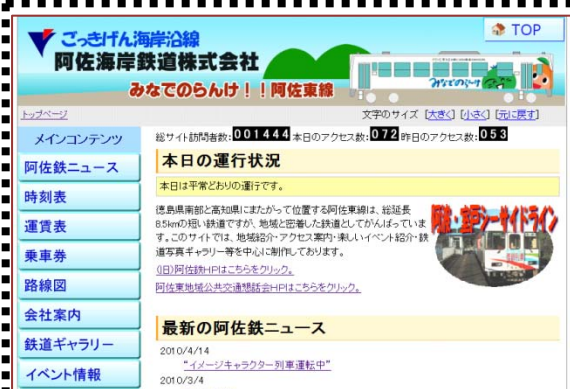 ごっきげん海岸沿線
阿佐海岸鉄道株式会社
みなでのらんけ!!阿佐東線
TOP
トップページ
文字のサイズ [大きく] [小さく] [元に戻す]
メインコンテンツ
総サイト訪問者数:001444 本日のアクセス数:072 昨日のアクセス数:053
阿佐鉄ニュース
時刻表
運賃表
乗車券
路線図
会社案内
鉄道ギャラリー
イベント情報
本日の運行状況
本日は平常どおりの運行です。
徳島県南部と高知県にまたがって位置する阿佐東線は、総延長
8.5kmの短い鉄道ですが、地域と密着した鉄道としてがんばっていま
す。このサイトでは、地域紹介・アクセス案内・楽しいイベント紹介・鉄
道写真ギャラリー等を中心に制作しております。
阿波・室戸シーサイドライン
(旧)阿佐鉄HPはこちらをクリック。
阿佐東地域公共交通懇話会HPはこちらをクリック。
最新の阿佐鉄ニュース
2010/4/14
"イメージキャラクター列車運転中"
2010/3/4